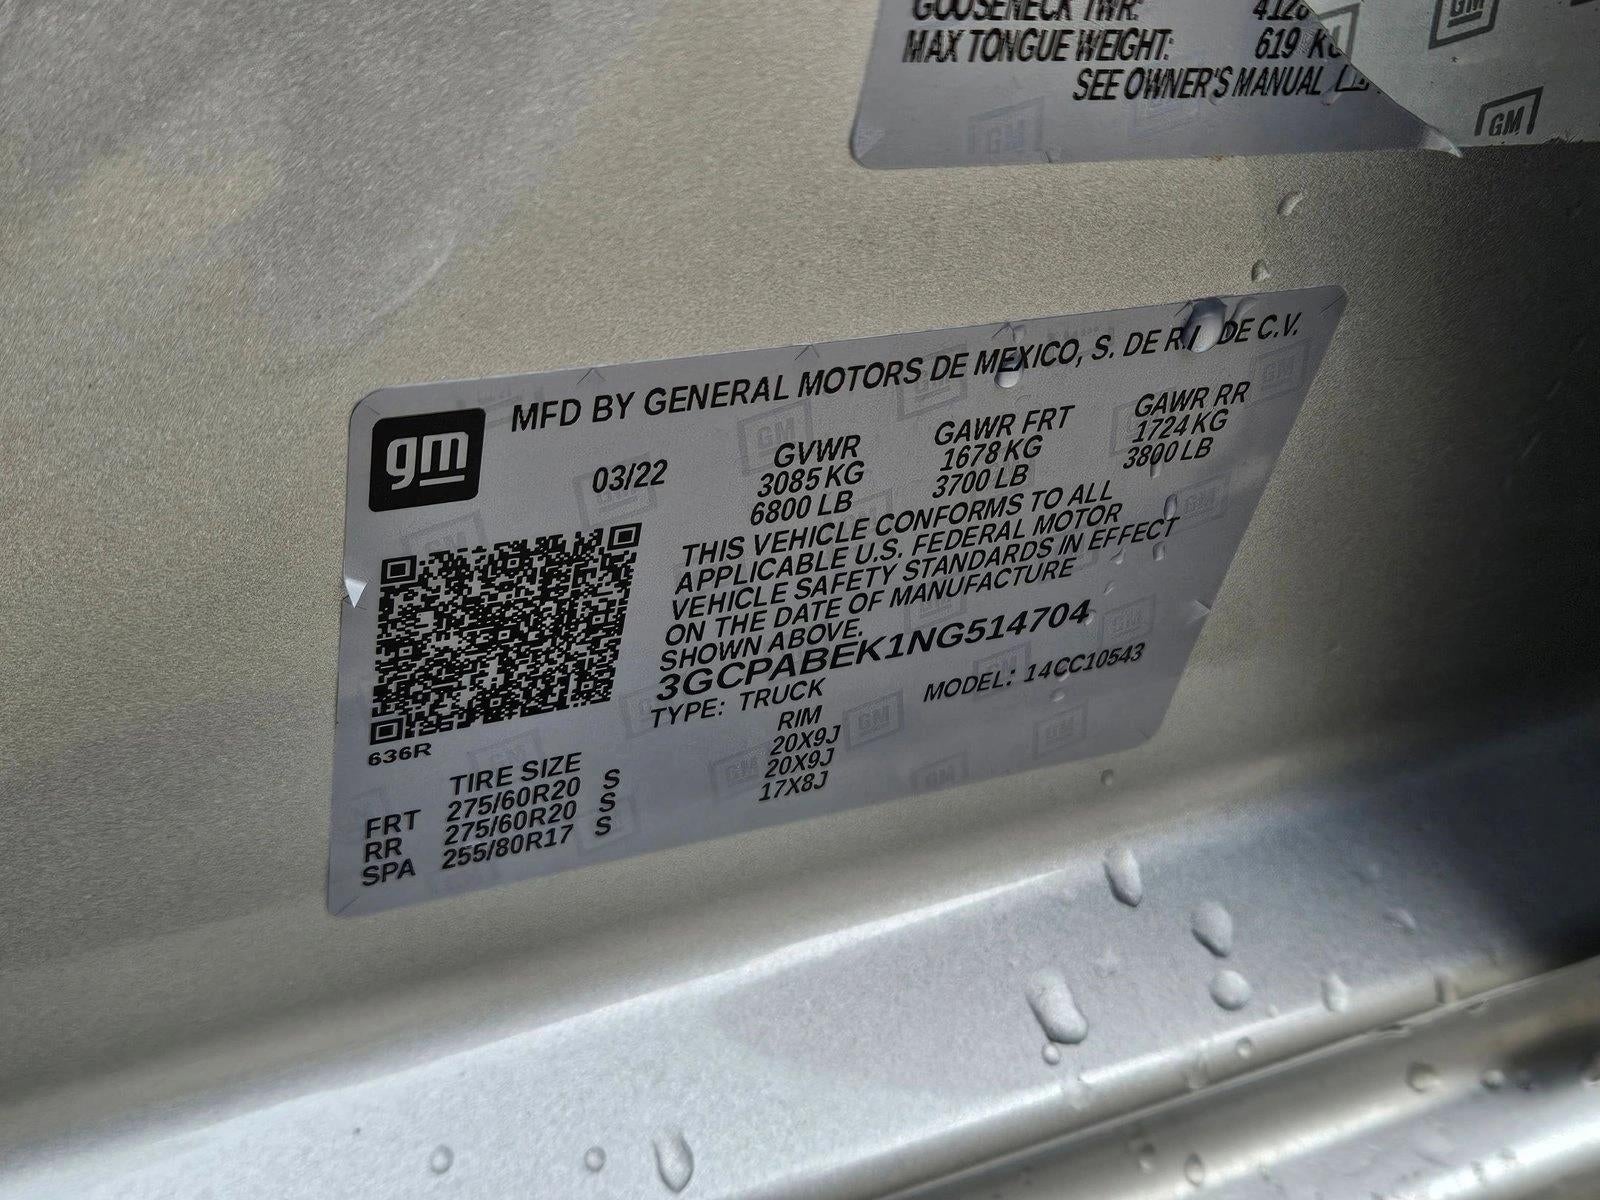 GOOSENECK TWR:
MAX TONGUE WEIGHT: 619
SEE OWNER'S MANUAL
GM
GM
GM
gm
MFD BY GENERAL MOTORS DE MEXICO, S. DE R.L DE C.V.
03/22
GVWR GAWR FRT GAWR RR
3085 KG 1678 KG 1724 KG
6800 LB 3700 LB 3800 LB
THIS VEHICLE CONFORMS TO ALL
APPLICABLE U.S. FEDERAL MOTOR
VEHICLE SAFETY STANDARDS IN EFFECT
ON THE DATE OF MANUFACTURE
SHOWN ABOVE.
3GCPABEK1NG514704
TYPE: TRUCK MODEL: 14CC10543
636R
TIRE SIZE RIM
FRT 275/60R20 S 20X9J
RR 275/60R20 S 20X9J
SPA 255/80R17 S 17X8J